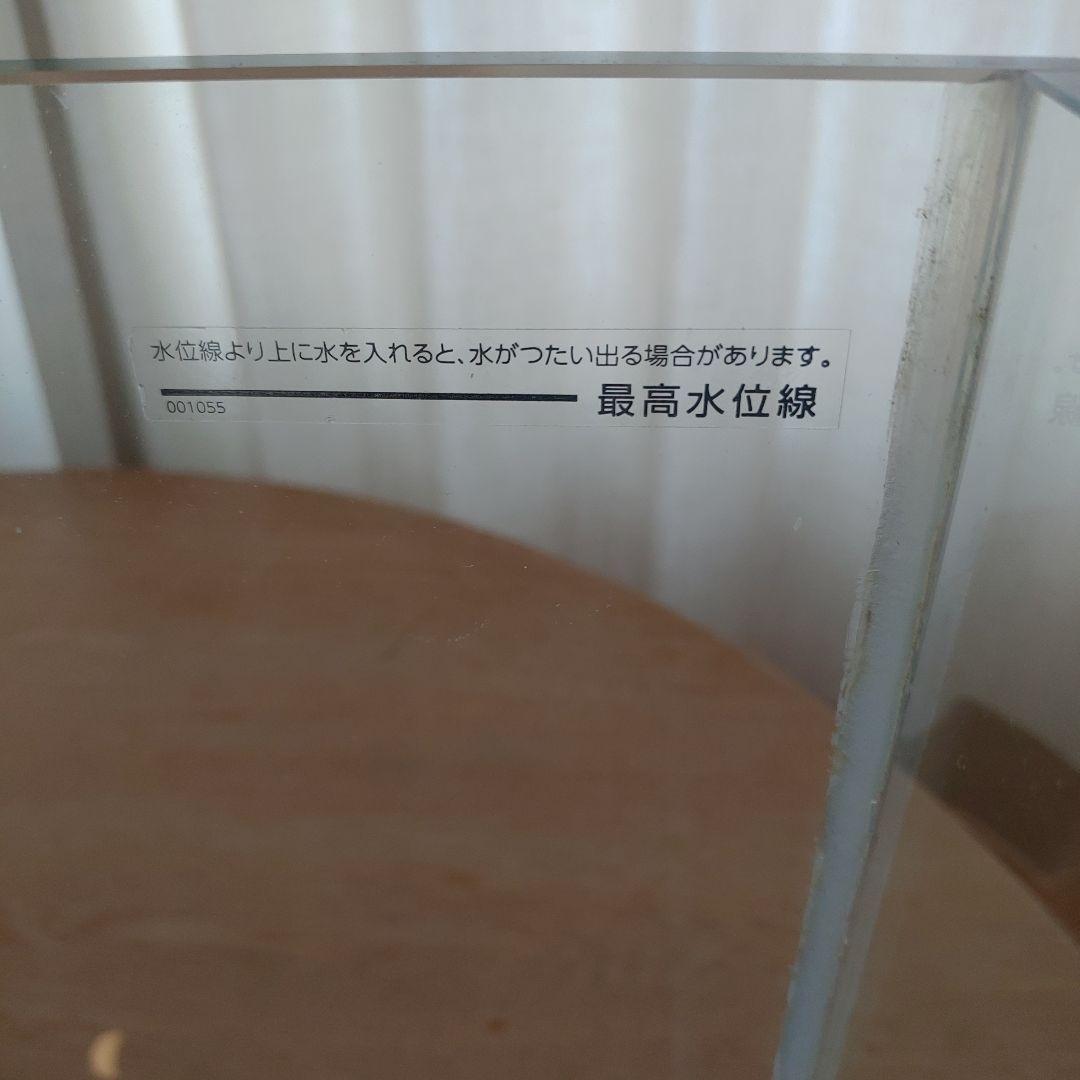 水位線より上に水を入れると、水がつたい出る場合があります。
最高水位線
001055